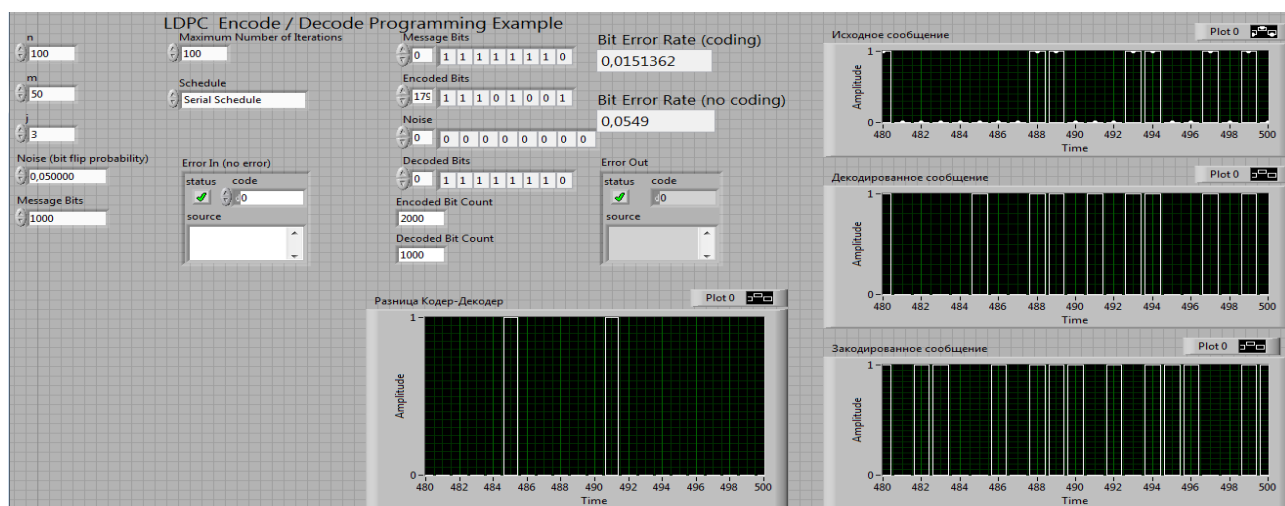 LDPC Encode / Decode Programming Example
n
100
m
50
j
3
Noise (bit flip probability)
0,050000
Message Bits
1000
Maximum Number of Iterations
100
Schedule
Serial Schedule
Error In (no error)
status code
0
source
Message Bits
0 1 1 1 1 1 1 1 0
Encoded Bits
179 1 1 1 0 1 0 0 1
Noise
0 0 0 0 0 0 0 0 0
Decoded Bits
0 1 1 1 1 1 1 1 0
Encoded Bit Count
2000
Decoded Bit Count
1000
Bit Error Rate (coding)
0,0151362
Bit Error Rate (no coding)
0,0549
Error Out
status code
0
source
Разница Кодер-Декодер
Plot 0
Amplitude
1
0
480 482 484 486 488 490 492 494 496 498 500
Time
Исходное сообщение
Plot 0
Amplitude
1
0
480 482 484 486 488 490 492 494 496 498 500
Time
Декодированное сообщение
Plot 0
Amplitude
1
0
480 482 484 486 488 490 492 494 496 498 500
Time
Закодированное сообщение
Plot 0
Amplitude
1
0
480 482 484 486 488 490 492 494 496 498 500
Time